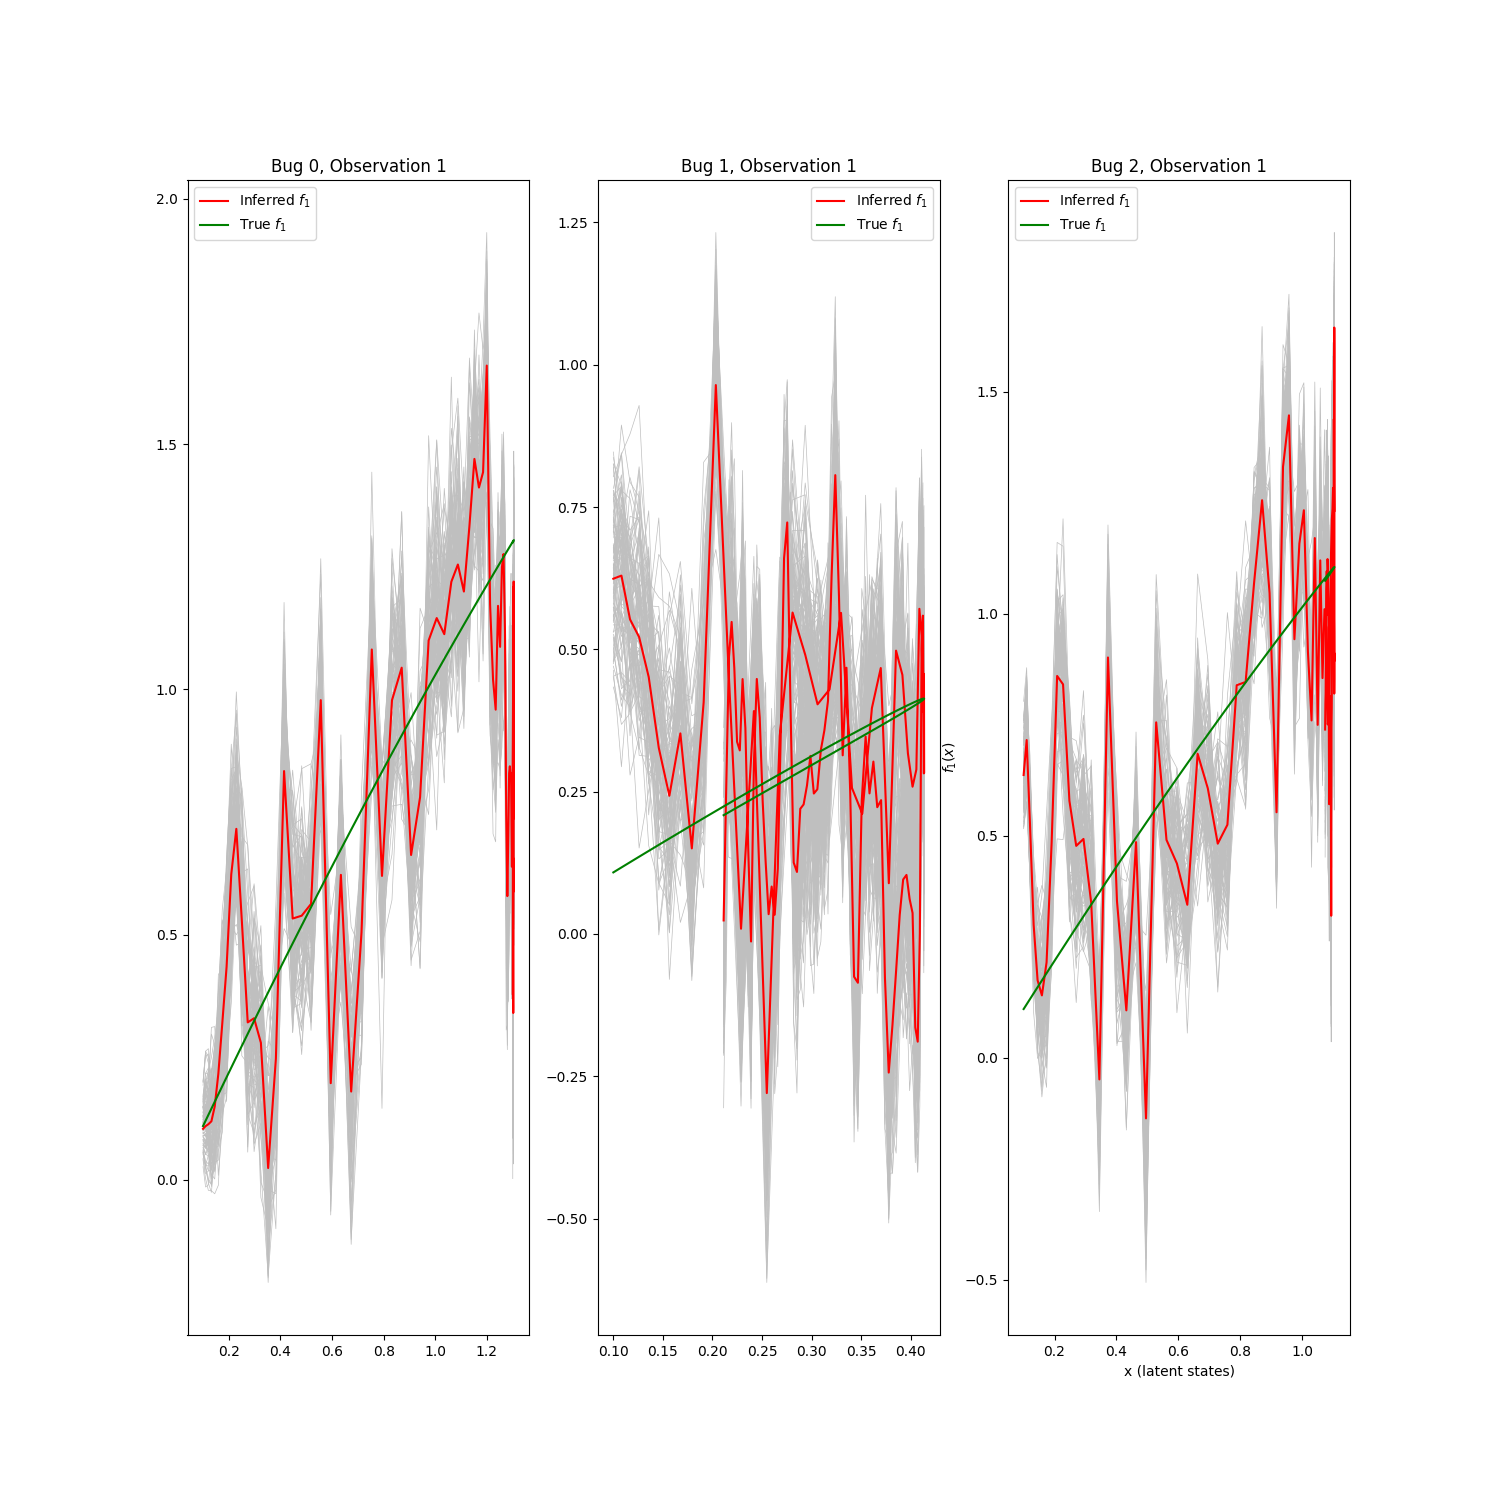 Bug 0, Observation 1
Inferred f₁
True f₁
2.0
1.5
1.0
0.5
0.0
0.2 0.4 0.6 0.8 1.0 1.2
Bug 1, Observation 1
Inferred f₁
True f₁
1.25
1.00
0.75
0.50
0.25
0.00
−0.25
−0.50
0.10 0.15 0.20 0.25 0.30 0.35 0.40
Bug 2, Observation 1
Inferred f₁
True f₁
f₁(x)
1.5
1.0
0.5
0.0
−0.5
0.2 0.4 0.6 0.8 1.0
x (latent states)